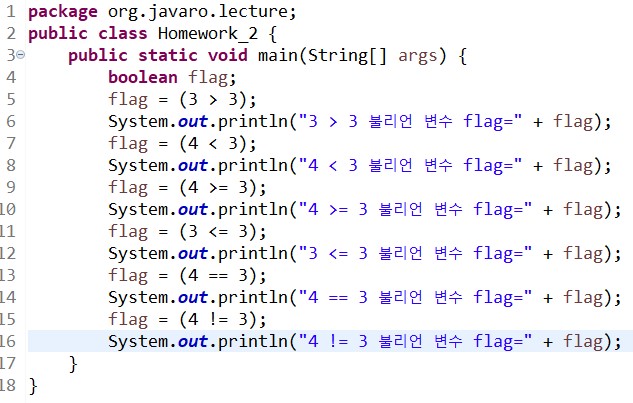 1 package org.javaro.lecture;
2 public class Homework_2 {
3 public static void main(String[] args) {
4 boolean flag;
5 flag = (3 > 3);
6 System.out.println("3 > 3 불리언 변수 flag=" + flag);
7 flag = (4 < 3);
8 System.out.println("4 < 3 불리언 변수 flag=" + flag);
9 flag = (4 >= 3);
10 System.out.println("4 >= 3 불리언 변수 flag=" + flag);
11 flag = (3 <= 3);
12 System.out.println("3 <= 3 불리언 변수 flag=" + flag);
13 flag = (4 == 3);
14 System.out.println("4 == 3 불리언 변수 flag=" + flag);
15 flag = (4 != 3);
16 System.out.println("4 != 3 불리언 변수 flag=" + flag);
17 }
18 }